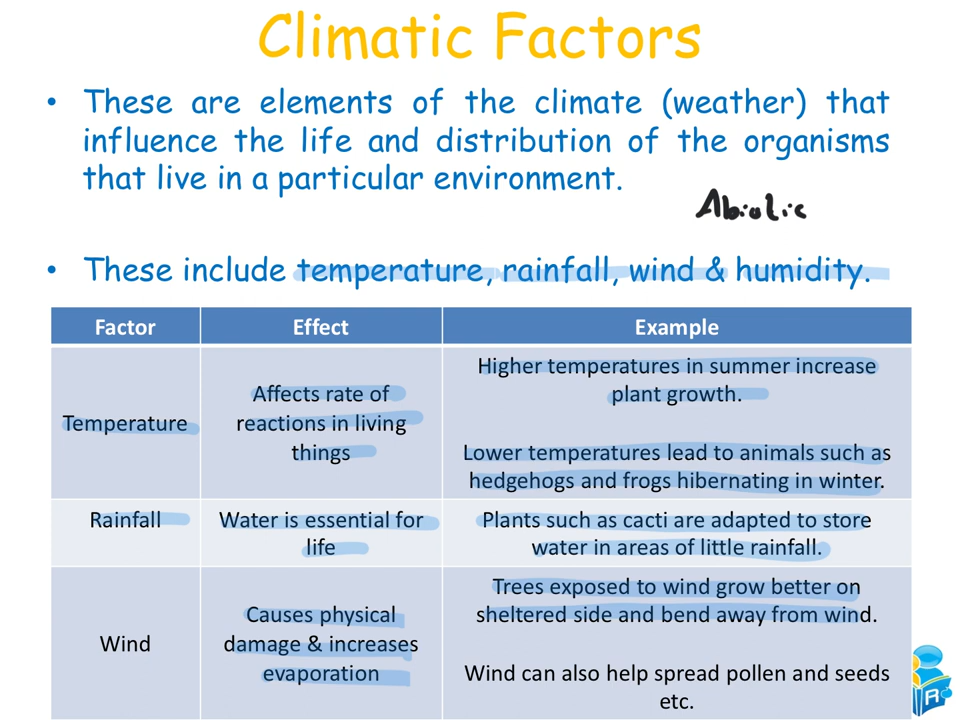 Climatic Factors
• These are elements of the climate (weather) that
influence the life and distribution of the organisms
that live in a particular environment.
Abiotic
• These include temperature, rainfall, wind & humidity.
Factor Effect Example
Temperature
Affects rate of
reactions in living
things
Higher temperatures in summer increase
plant growth.
Lower temperatures lead to animals such as
hedgehogs and frogs hibernating in winter.
Rainfall
Water is essential for
life
Plants such as cacti are adapted to store
water in areas of little rainfall.
Wind
Causes physical
damage & increases
evaporation
Trees exposed to wind grow better on
sheltered side and bend away from wind.
Wind can also help spread pollen and seeds
etc.
R